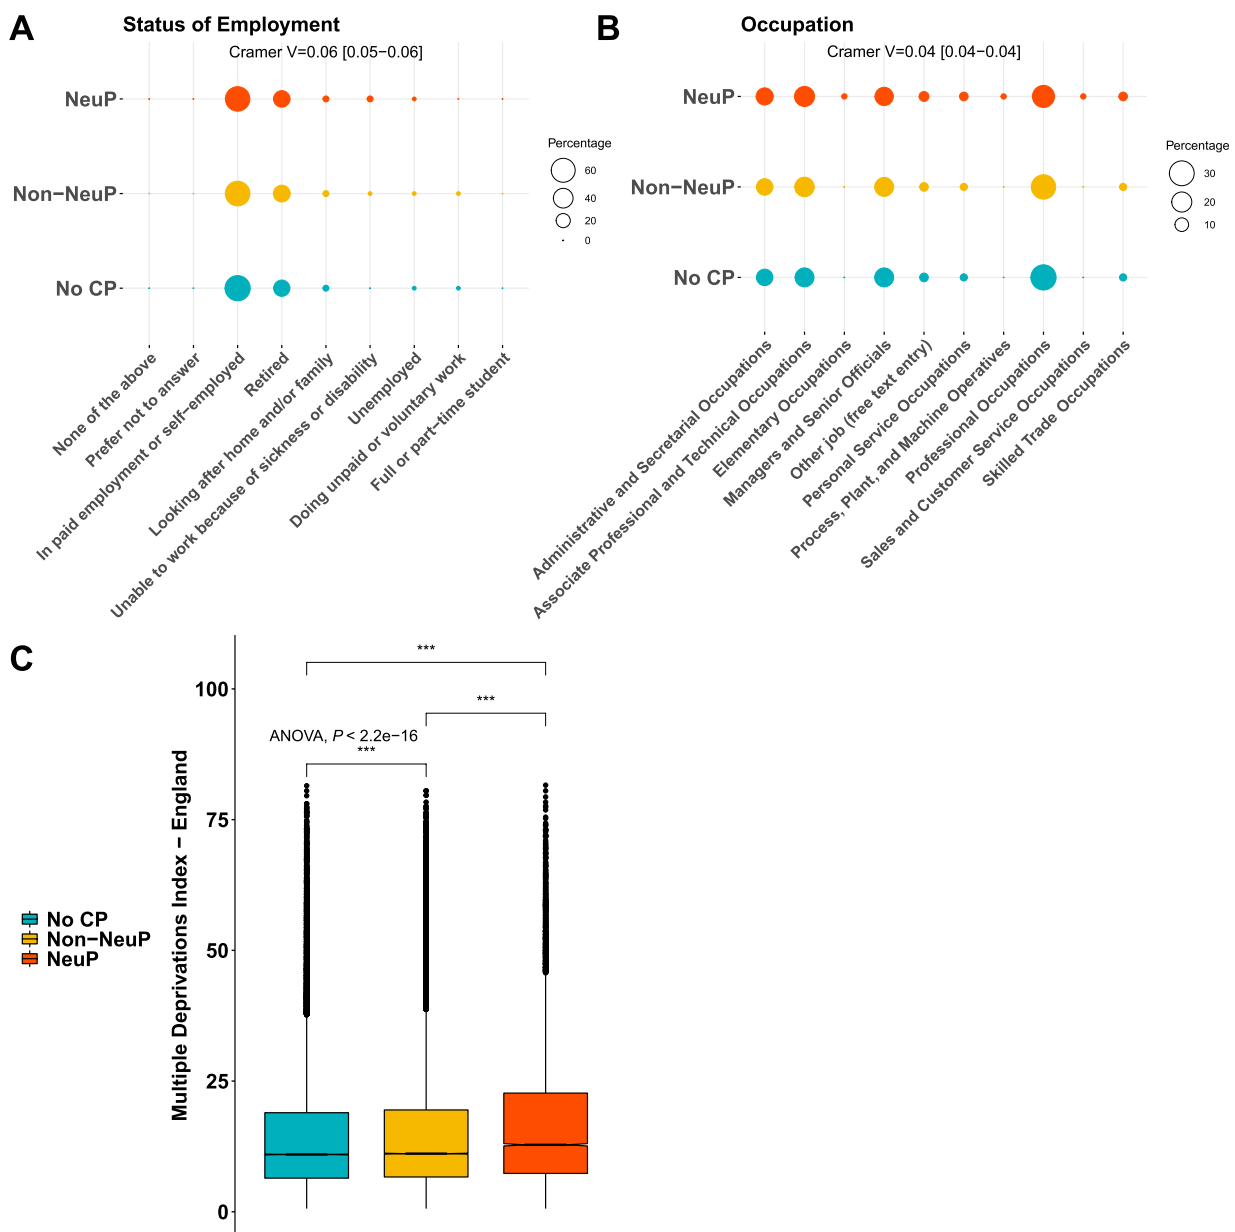 A
Status of Employment
Cramer V=0.06 [0.05−0.06]
NeuP
Non−NeuP
No CP
None of the above
Prefer not to answer
In paid employment or self−employed
Retired
Looking after home and/or family
Unable to work because of sickness or disability
Unemployed
Doing unpaid or voluntary work
Full or part−time student
Percentage
60
40
20
0
B
Occupation
Cramer V=0.04 [0.04−0.04]
NeuP
Non−NeuP
No CP
Administrative and Secretarial Occupations
Associate Professional and Technical Occupations
Elementary Occupations
Managers and Senior Officials
Other job (free text entry)
Personal Service Occupations
Process, Plant, and Machine Operatives
Professional Occupations
Sales and Customer Service Occupations
Skilled Trade Occupations
Percentage
30
20
10
C
No CP
Non−NeuP
NeuP
Multiple Deprivations Index − England
100
75
50
25
0
***
***
ANOVA, P < 2.2e−16
***